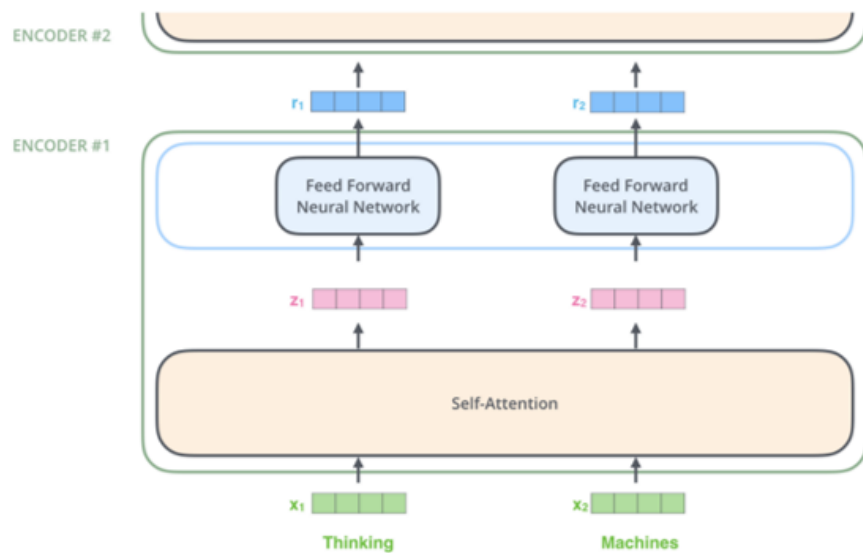 ENCODER #2
r₁
r₂
ENCODER #1
Feed Forward
Neural Network
Feed Forward
Neural Network
z₁
z₂
Self-Attention
x₁
x₂
Thinking
Machines